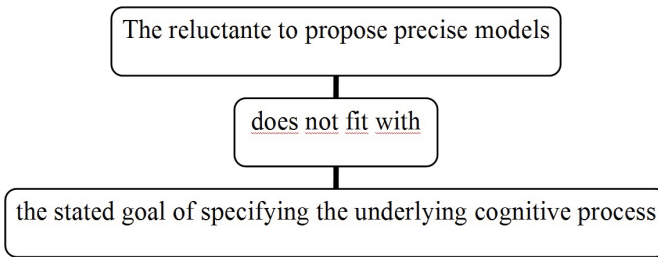 The reluctante to propose precise models
does not fit with
the stated goal of specifying the underlying cognitive process